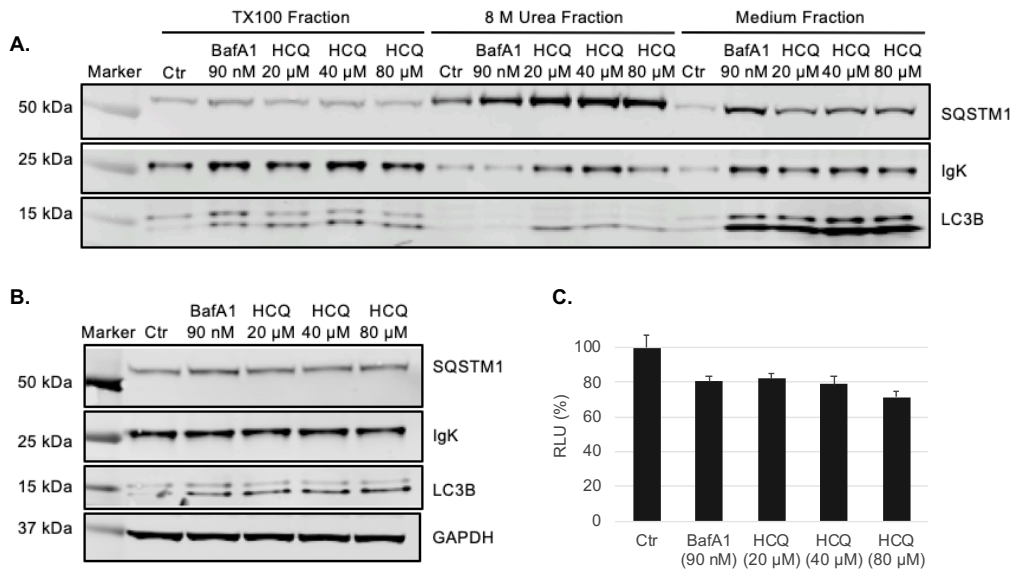 A.
TX100 Fraction 8 M Urea Fraction Medium Fraction
BafA1 HCQ HCQ HCQ BafA1 HCQ HCQ HCQ BafA1 HCQ HCQ HCQ
Marker Ctr 90 nM 20 µM 40 µM 80 µM Ctr 90 nM 20 µM 40 µM 80 µM Ctr 90 nM 20 µM 40 µM 80 µM
50 kDa SQSTM1
25 kDa IgK
15 kDa LC3B
B.
BafA1 HCQ HCQ HCQ
Marker Ctr 90 nM 20 µM 40 µM 80 µM
50 kDa SQSTM1
25 kDa IgK
15 kDa LC3B
37 kDa GAPDH
C.
RLU (%)
100
80
60
40
20
0
Ctr BafA1 HCQ HCQ HCQ
(90 nM) (20 µM) (40 µM) (80 µM)